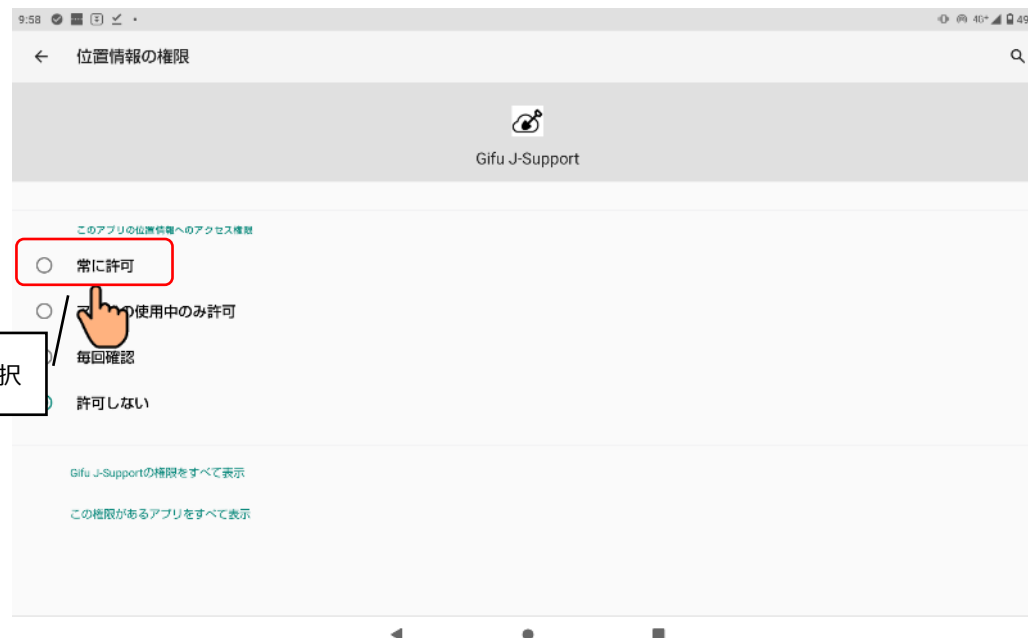 9:58
位置情報の権限
Gifu J-Support
このアプリの位置情報へのアクセス権限
常に許可
の使用中のみ許可
毎回確認
択
許可しない
Gifu J-Supportの権限をすべて表示
この権限があるアプリをすべて表示